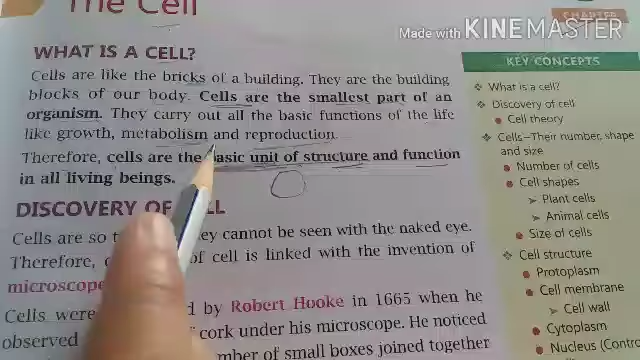 The Cell
Made with KINEMASTER
CHAPTER
WHAT IS A CELL?
Cells are like the bricks of a building. They are the building
blocks of our body. Cells are the smallest part of an
organism. They carry out all the basic functions of the life
like growth, metabolism and reproduction.
Therefore, cells are the basic unit of structure and function
in all living beings.
DISCOVERY OF CELL
Cells are so they cannot be seen with the naked eye.
Therefore, of cell is linked with the invention of
microscope
Cells were by Robert Hooke in 1665 when he
observed cork under his microscope. He noticed
number of small boxes joined together
KEY CONCEPTS
What is a cell?
Discovery of cell
Cell theory
Cells–Their number, shape
and size
Number of cells
Cell shapes
Plant cells
Animal cells
Size of cells
Cell structure
Protoplasm
Cell membrane
Cell wall
Cytoplasm
Nucleus (Contro